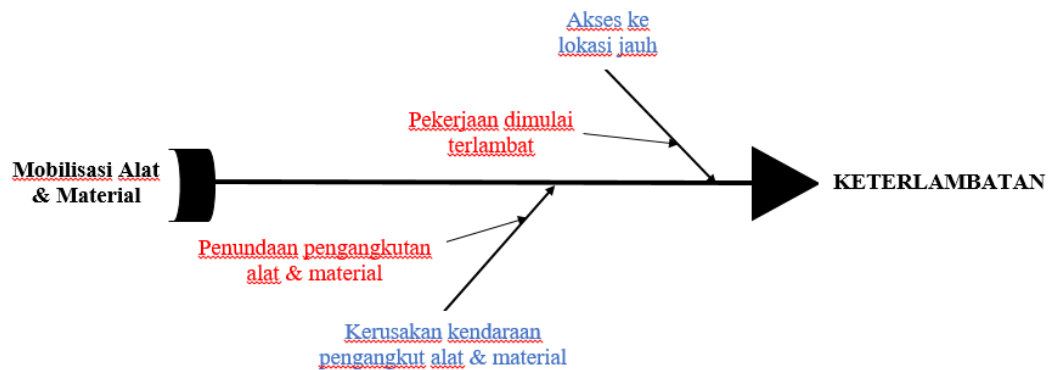 Akses ke
lokasi jauh
Pekerjaan dimulai
terlambat
Mobilisasi Alat
& Material
KETERLAMBATAN
Penundaan pengangkutan
alat & material
Kerusakan kendaraan
pengangkut alat & material